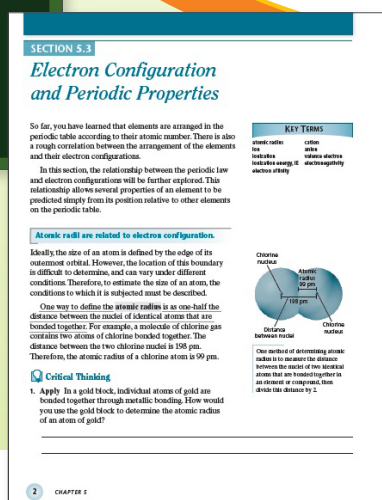 SECTION 5.3
Electron Configuration
and Periodic Properties
So far, you have learned that elements are arranged in the
periodic table according to their atomic number. There is also
a rough correlation between the arrangement of the elements
and their electron configurations.
In this section, the relationship between the periodic law
and electron configurations will be further explored. This
relationship allows several properties of an element to be
predicted simply from its position relative to other elements
on the periodic table.
KEY TERMS
atomic radius
ion
ionization
ionization energy, IE
electron affinity
cation
anion
valence electron
electronegativity
Atomic radii are related to electron configuration.
Ideally, the size of an atom is defined by the edge of its
outermost orbital. However, the location of this boundary
is difficult to determine, and can vary under different
conditions. Therefore, to estimate the size of an atom, the
conditions to which it is subjected must be described.
One way to define the atomic radius is as one-half the
distance between the nuclei of identical atoms that are
bonded together. For example, a molecule of chlorine gas
contains two atoms of chlorine bonded together. The
distance between the two chlorine nuclei is 198 pm.
Therefore, the atomic radius of a chlorine atom is 99 pm.
Chlorine
nucleus
Atomic
radius
99 pm
198 pm
Distance
between nuclei
Chlorine
nucleus
One method of determining atomic
radius is to measure the distance
between the nuclei of two identical
atoms that are bonded together in
an element or compound, then
divide this distance by 2.
Critical Thinking
1. Apply In a gold block, individual atoms of gold are
bonded together through metallic bonding. How would
you use the gold block to determine the atomic radius
of an atom of gold?
2 CHAPTER 5